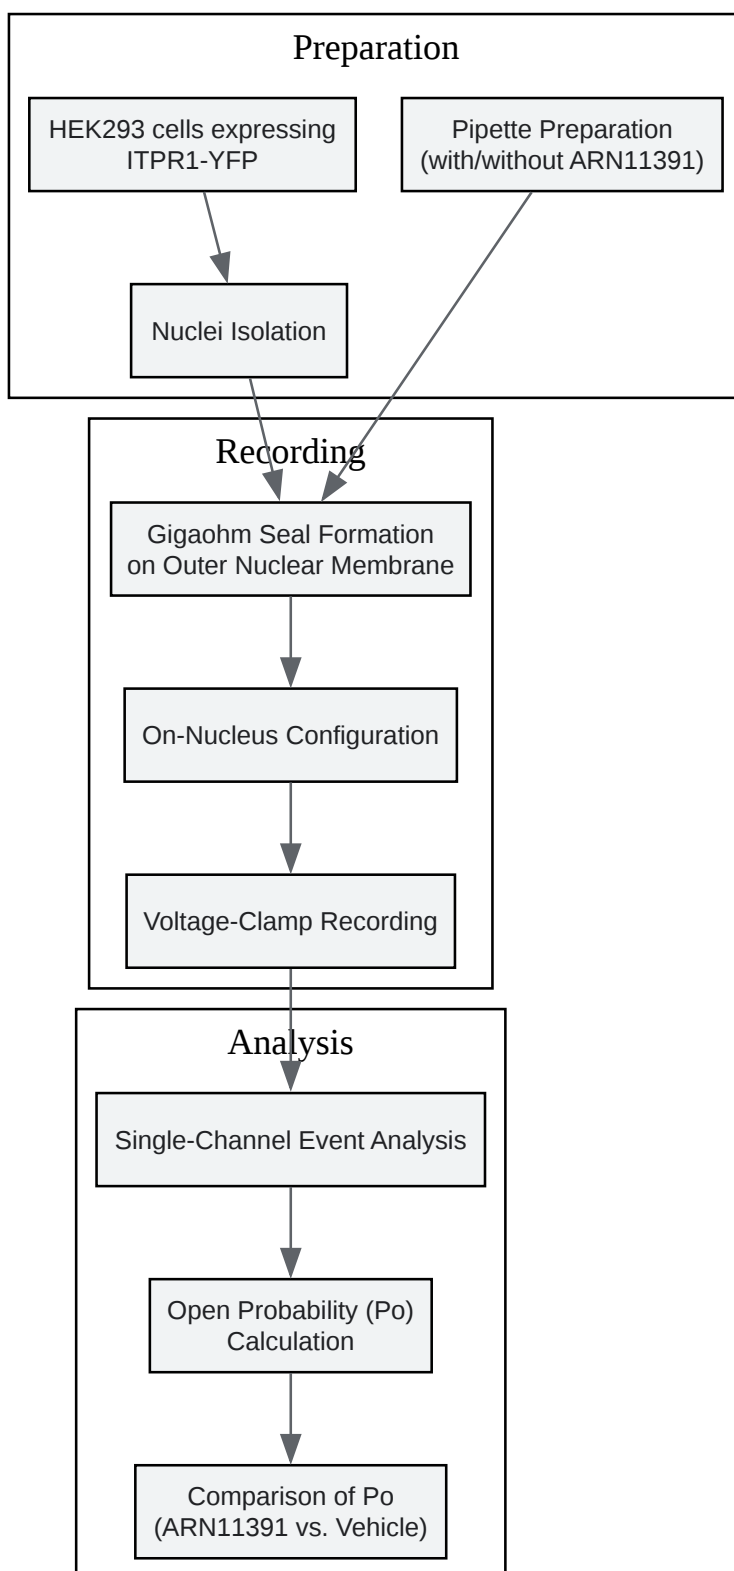 Preparation
HEK293 cells expressing
ITPR1-YFP
Pipette Preparation
(with/without ARN11391)
Nuclei Isolation
Recording
Gigaohm Seal Formation
on Outer Nuclear Membrane
On-Nucleus Configuration
Voltage-Clamp Recording
Analysis
Single-Channel Event Analysis
Open Probability (Po)
Calculation
Comparison of Po
(ARN11391 vs. Vehicle)